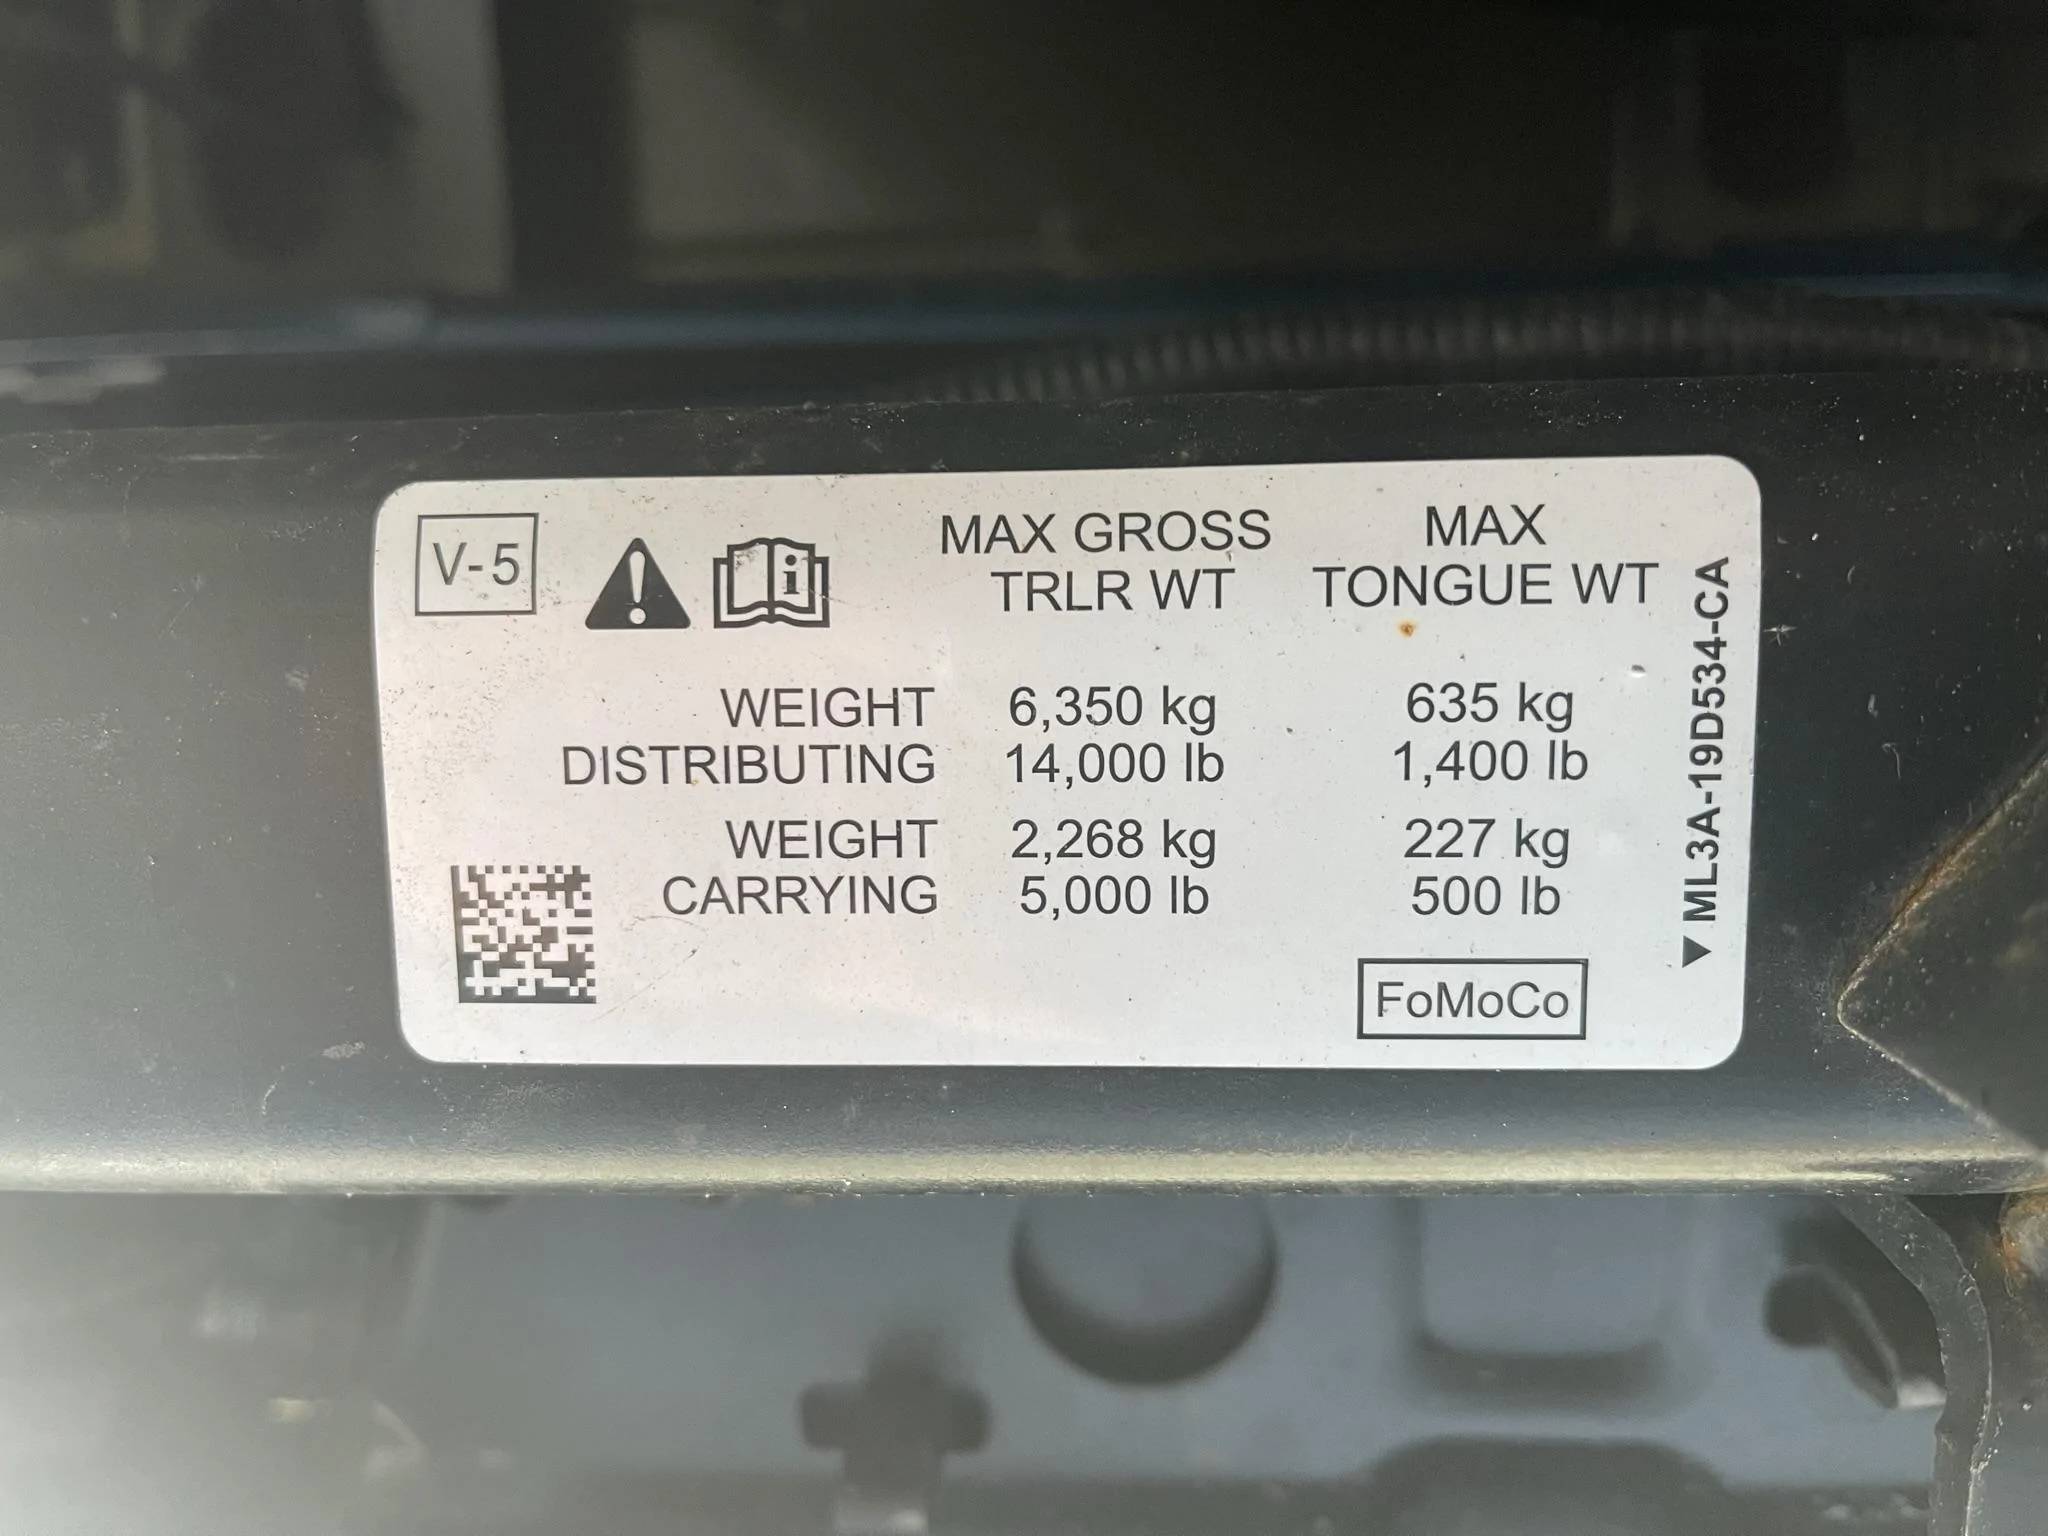 V-5
MAX GROSS
TRLR WT
MAX
TONGUE WT
WEIGHT
DISTRIBUTING
6,350 kg
14,000 lb
635 kg
1,400 lb
WEIGHT
CARRYING
2,268 kg
5,000 lb
227 kg
500 lb
FoMoCo
▼ML3A-19D534-CA